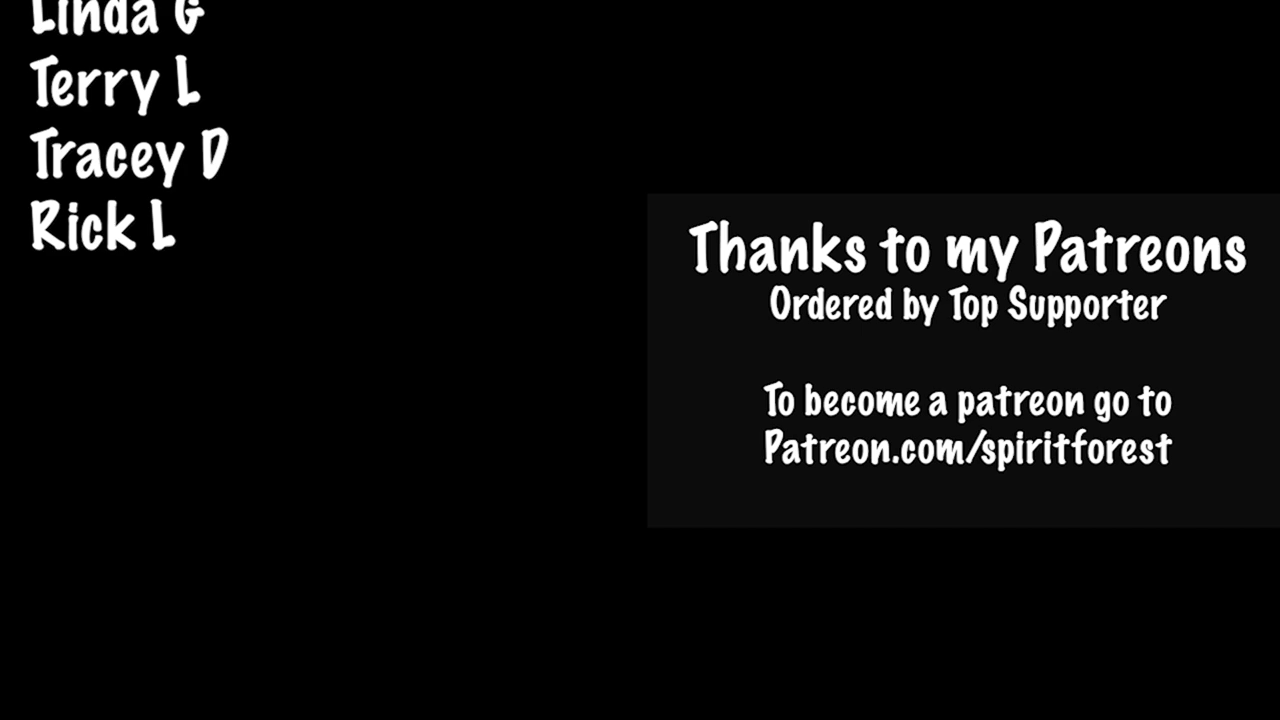 Linda G
Terry L
Tracey D
Rick L
Thanks to my Patreons
Ordered by Top Supporter
To become a patreon go to
Patreon.com/spiritforest